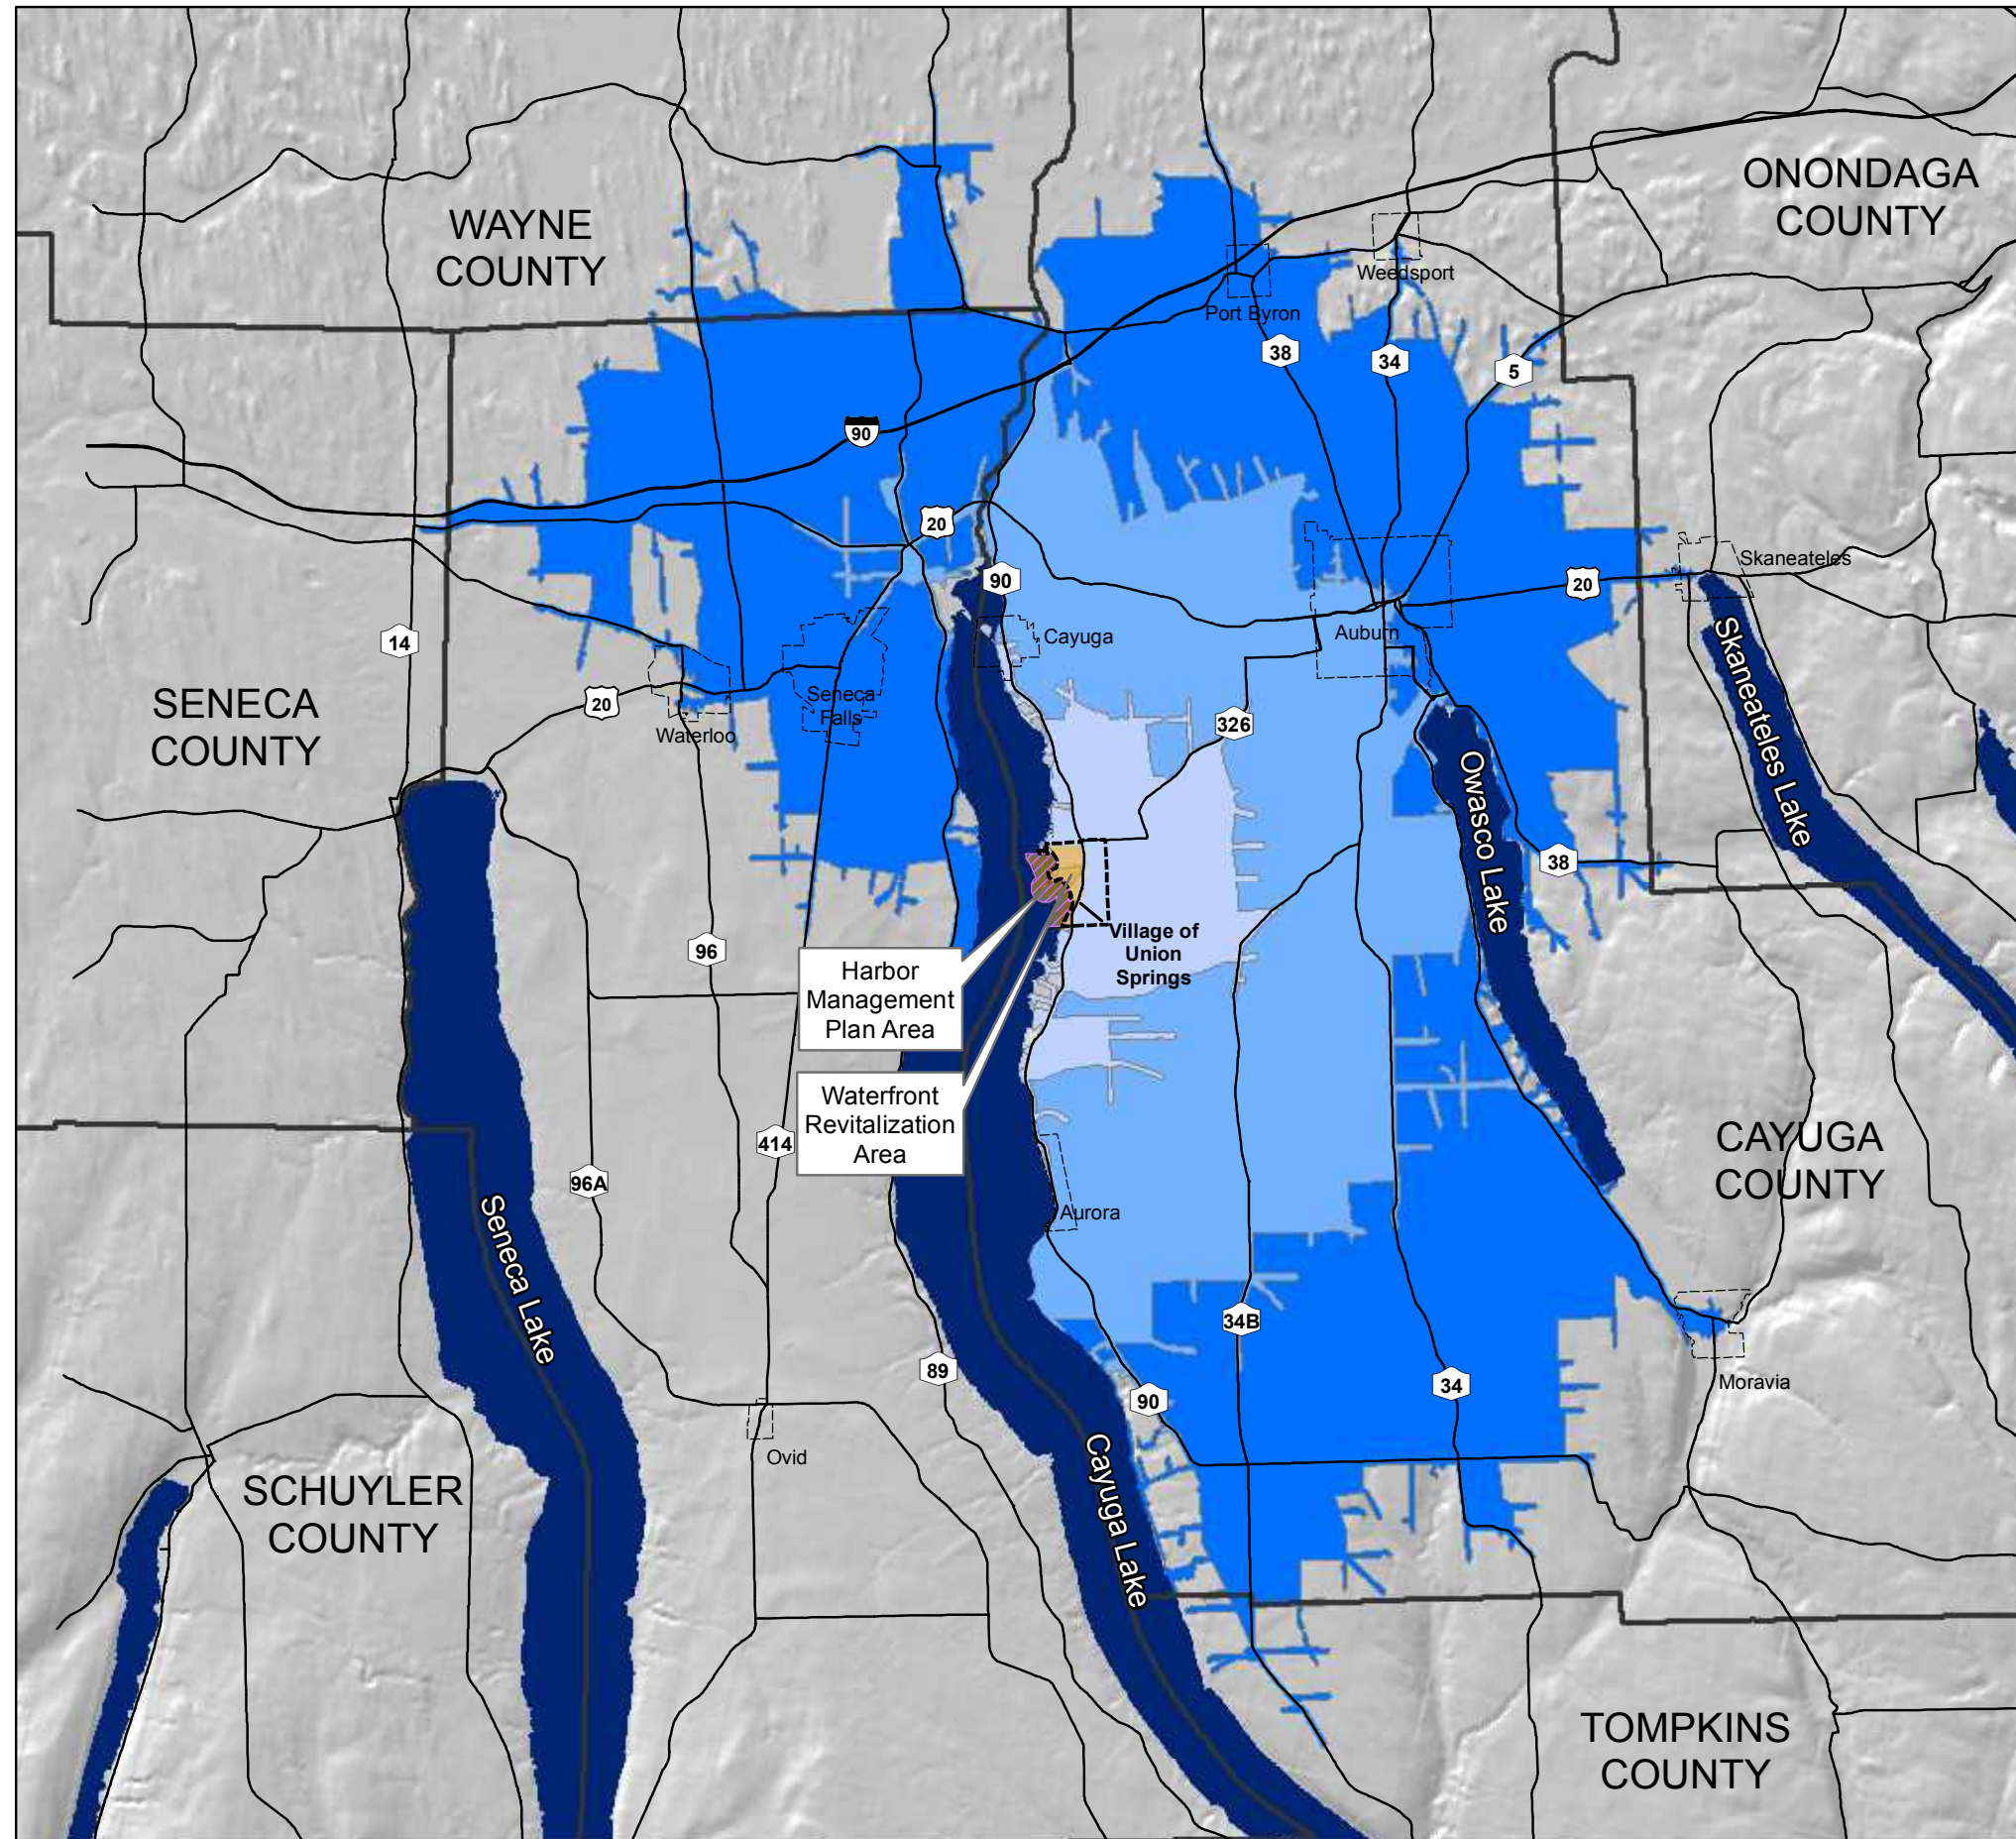 WAYNE
COUNTY
ONONDAGA
COUNTY
Weedsport
Port Byron
38
34
5
90
20
Skaneateles
20
90
Cayuga
Auburn
14
SENECA
COUNTY
20
Waterloo
Seneca
Falls
326
Skaneateles Lake
Owasco Lake
38
96
Village of
Union
Springs
Harbor
Management
Plan Area
Waterfront
Revitalization
Area
414
96A
CAYUGA
COUNTY
Aurora
Seneca Lake
34B
89
90
34
Moravia
Ovid
Cayuga Lake
SCHUYLER
COUNTY
TOMPKINS
COUNTY